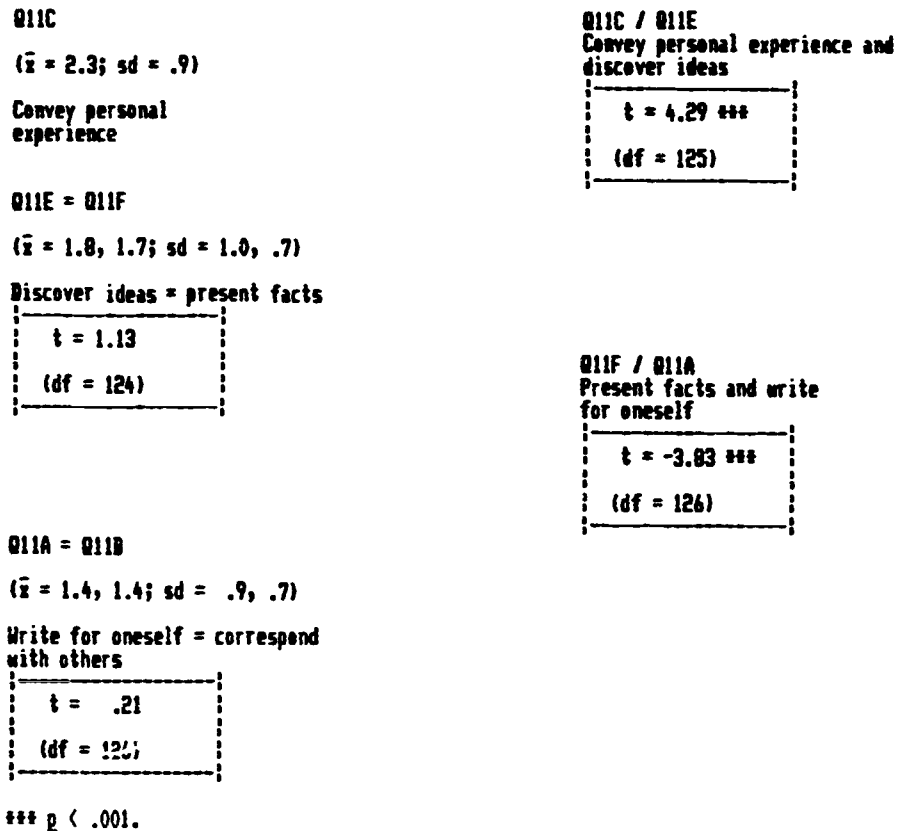 Q11C
(x̄ = 2.3; sd = .9)
Convey personal
experience
Q11E = Q11F
(x̄ = 1.8, 1.7; sd = 1.0, .7)
Discover ideas = present facts
t = 1.13
(df = 124)
Q11A = Q11B
(x̄ = 1.4, 1.4; sd = .9, .7)
Write for oneself = correspond
with others
t = .21
(df =
*** p < .001.
Q11C / Q11E
Convey personal experience and
discover ideas
t = 4.29 ***
(df = 125)
Q11F / Q11A
Present facts and write
for oneself
t = -3.83 ***
(df = 126)